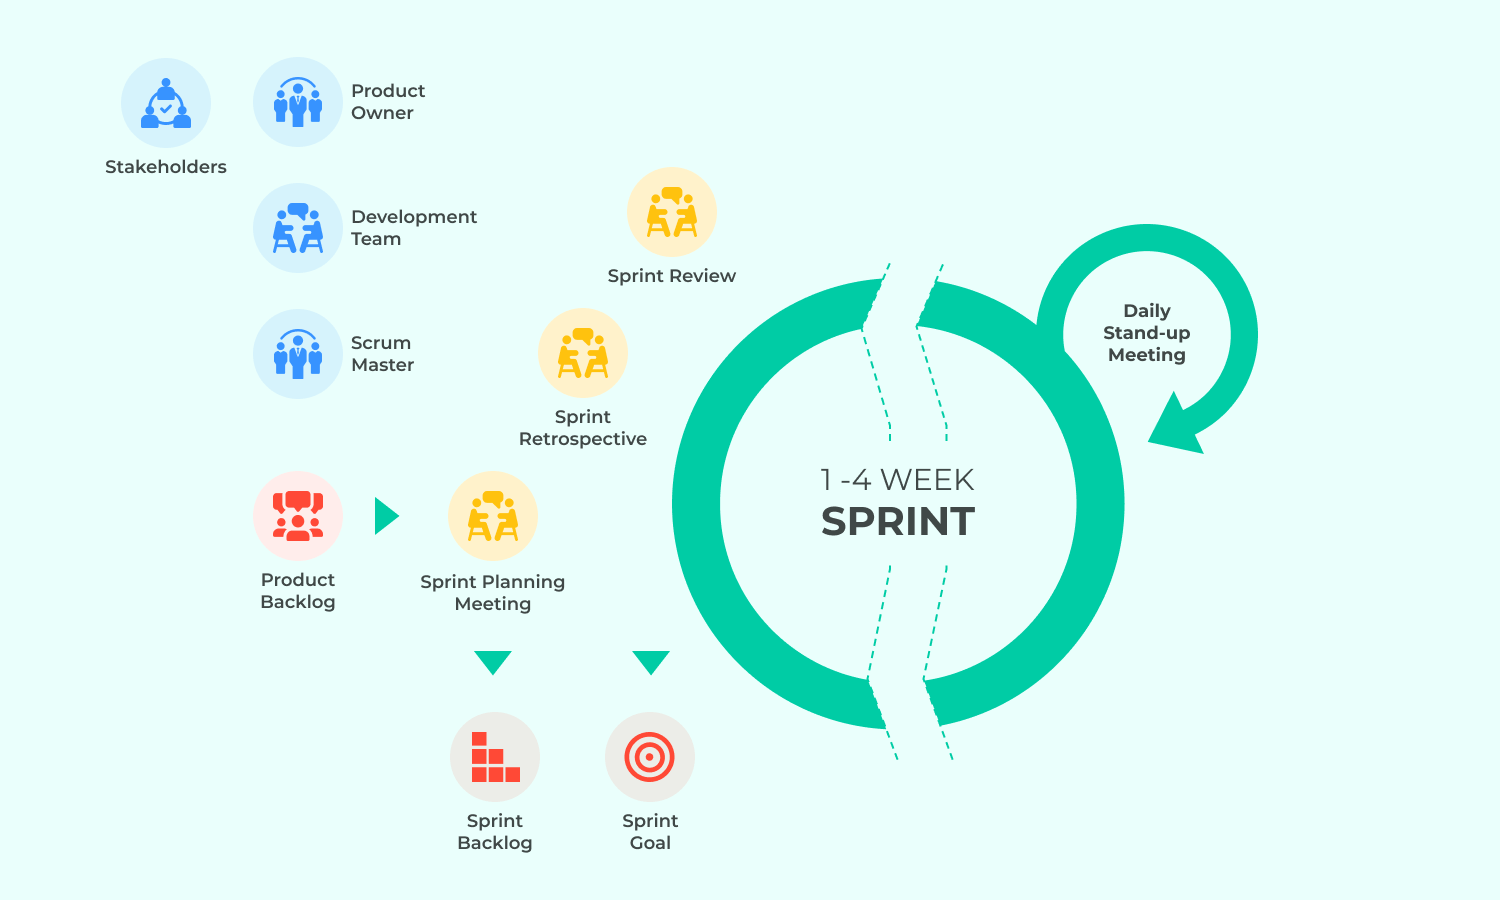 Stakeholders
Product
Owner
Development
Team
Scrum
Master
Sprint Review
Sprint
Retrospective
Product
Backlog
Sprint Planning
Meeting
Sprint
Backlog
Sprint
Goal
1 -4 WEEK
SPRINT
Daily
Stand-up
Meeting